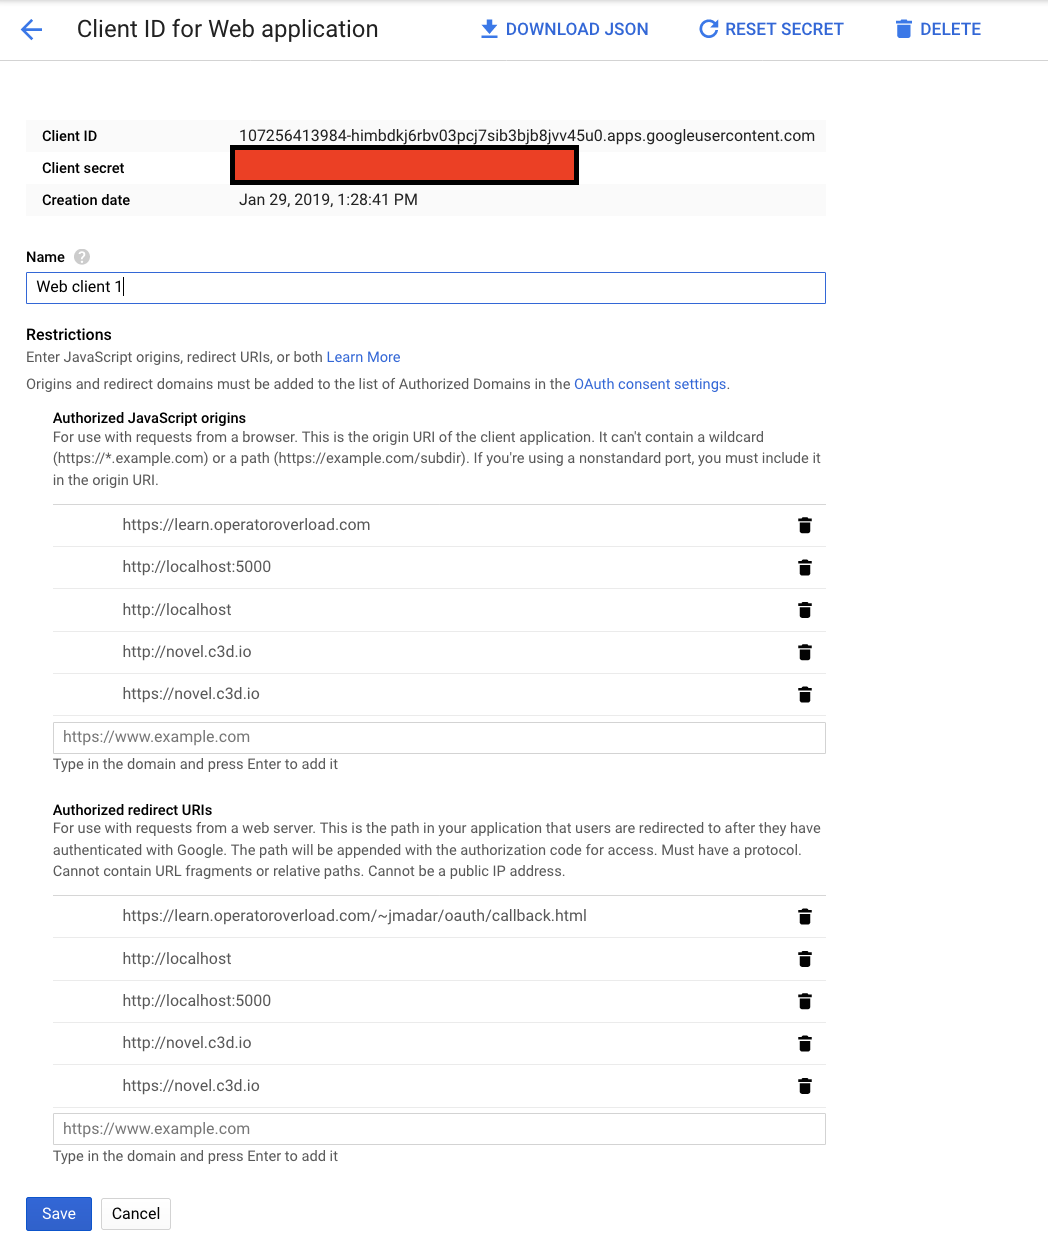 Client ID for Web application
DOWNLOAD JSON
RESET SECRET
DELETE
Client ID 107256413984-himbdkj6rbv03pcj7sib3bjb8jvv45u0.apps.googleusercontent.com
Client secret
Creation date Jan 29, 2019, 1:28:41 PM
Name ?
Web client 1
Restrictions
Enter JavaScript origins, redirect URIs, or both Learn More
Origins and redirect domains must be added to the list of Authorized Domains in the OAuth consent settings.
Authorized JavaScript origins
For use with requests from a browser. This is the origin URI of the client application. It can't contain a wildcard
(https://*.example.com) or a path (https://example.com/subdir). If you're using a nonstandard port, you must include it
in the origin URI.
https://learn.operatoroverload.com
http://localhost:5000
http://localhost
http://novel.c3d.io
https://novel.c3d.io
https://www.example.com
Type in the domain and press Enter to add it
Authorized redirect URIs
For use with requests from a web server. This is the path in your application that users are redirected to after they have
authenticated with Google. The path will be appended with the authorization code for access. Must have a protocol.
Cannot contain URL fragments or relative paths. Cannot be a public IP address.
https://learn.operatoroverload.com/~jmadar/oauth/callback.html
http://localhost
http://localhost:5000
http://novel.c3d.io
https://novel.c3d.io
https://www.example.com
Type in the domain and press Enter to add it
Save
Cancel